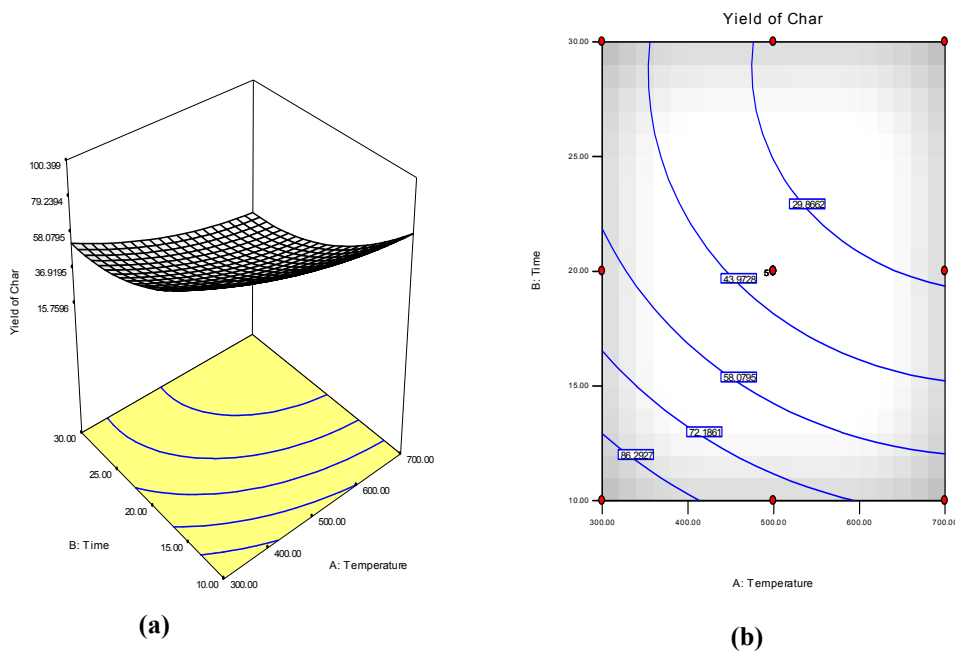 100.399
79.2394
58.0795
36.9195
15.7596
Yield of Char
30.00
25.00
20.00
15.00
10.00
B: Time
300.00
400.00
500.00
600.00
700.00
A: Temperature
(a)
Yield of Char
30.00
25.00
20.00
15.00
10.00
B: Time
29.8662
5
43.9728
58.0795
72.1861
86.2927
300.00 400.00 500.00 600.00 700.00
A: Temperature
(b)